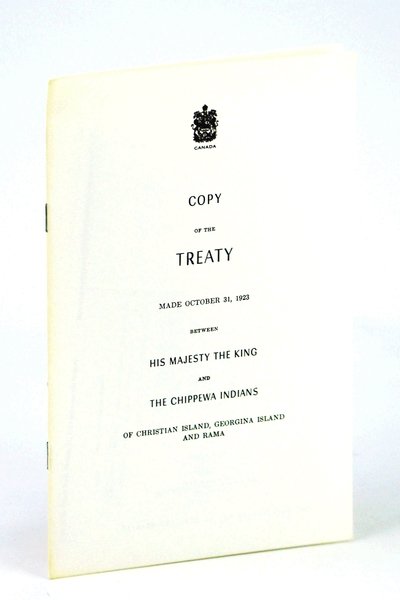 CANADA
COPY
OF THE
TREATY
MADE OCTOBER 31, 1923
BETWEEN
HIS MAJESTY THE KING
AND
THE CHIPPEWA INDIANS
OF CHRISTIAN ISLAND, GEORGINA ISLAND
AND RAMA